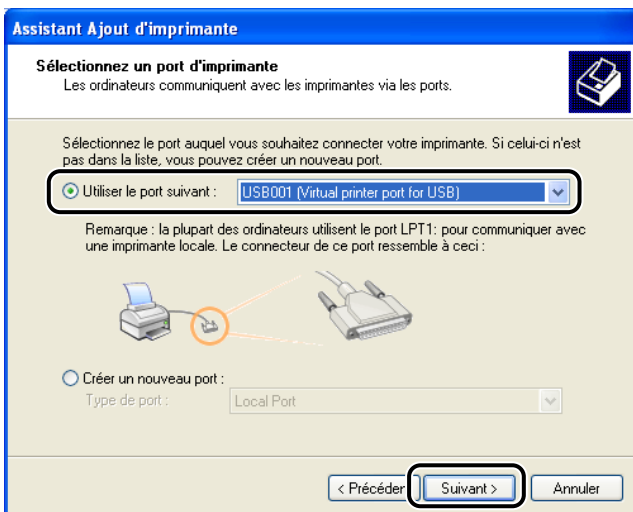 Assistant Ajout d'imprimante
Sélectionnez un port d'imprimante
Les ordinateurs communiquent avec les imprimantes via les ports.
Sélectionnez le port auquel vous souhaitez connecter votre imprimante. Si celui-ci n'est
pas dans la liste, vous pouvez créer un nouveau port.
Utiliser le port suivant : USB001 (Virtual printer port for USB)
Remarque : la plupart des ordinateurs utilisent le port LPT1: pour communiquer avec
une imprimante locale. Le connecteur de ce port ressemble à ceci :
Créer un nouveau port :
Type de port : Local Port
< Précédent Suivant > Annuler